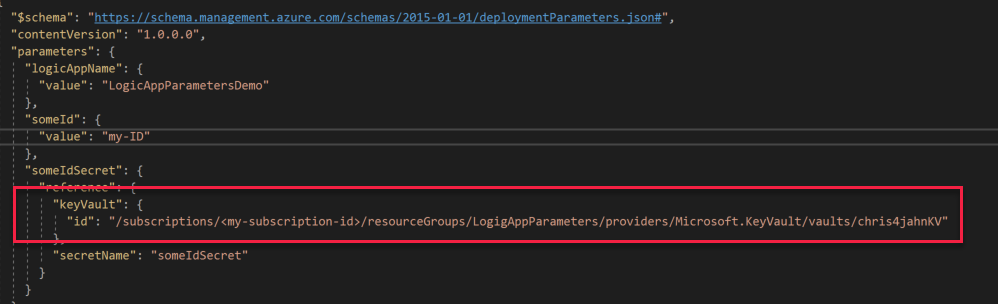 "$schema": "https://schema.management.azure.com/schemas/2015-01-01/deploymentParameters.json#",
"contentVersion": "1.0.0.0",
"parameters": {
"logicAppName": {
"value": "LogicAppParametersDemo"
},
"someId": {
"value": "my-ID"
},
"someIdSecret": {
"reference": {
"keyVault": {
"id": "/subscriptions/<my-subscription-id>/resourceGroups/LogigAppParameters/providers/Microsoft.KeyVault/vaults/chris4jahnKV"
},
"secretName": "someIdSecret"
}
}